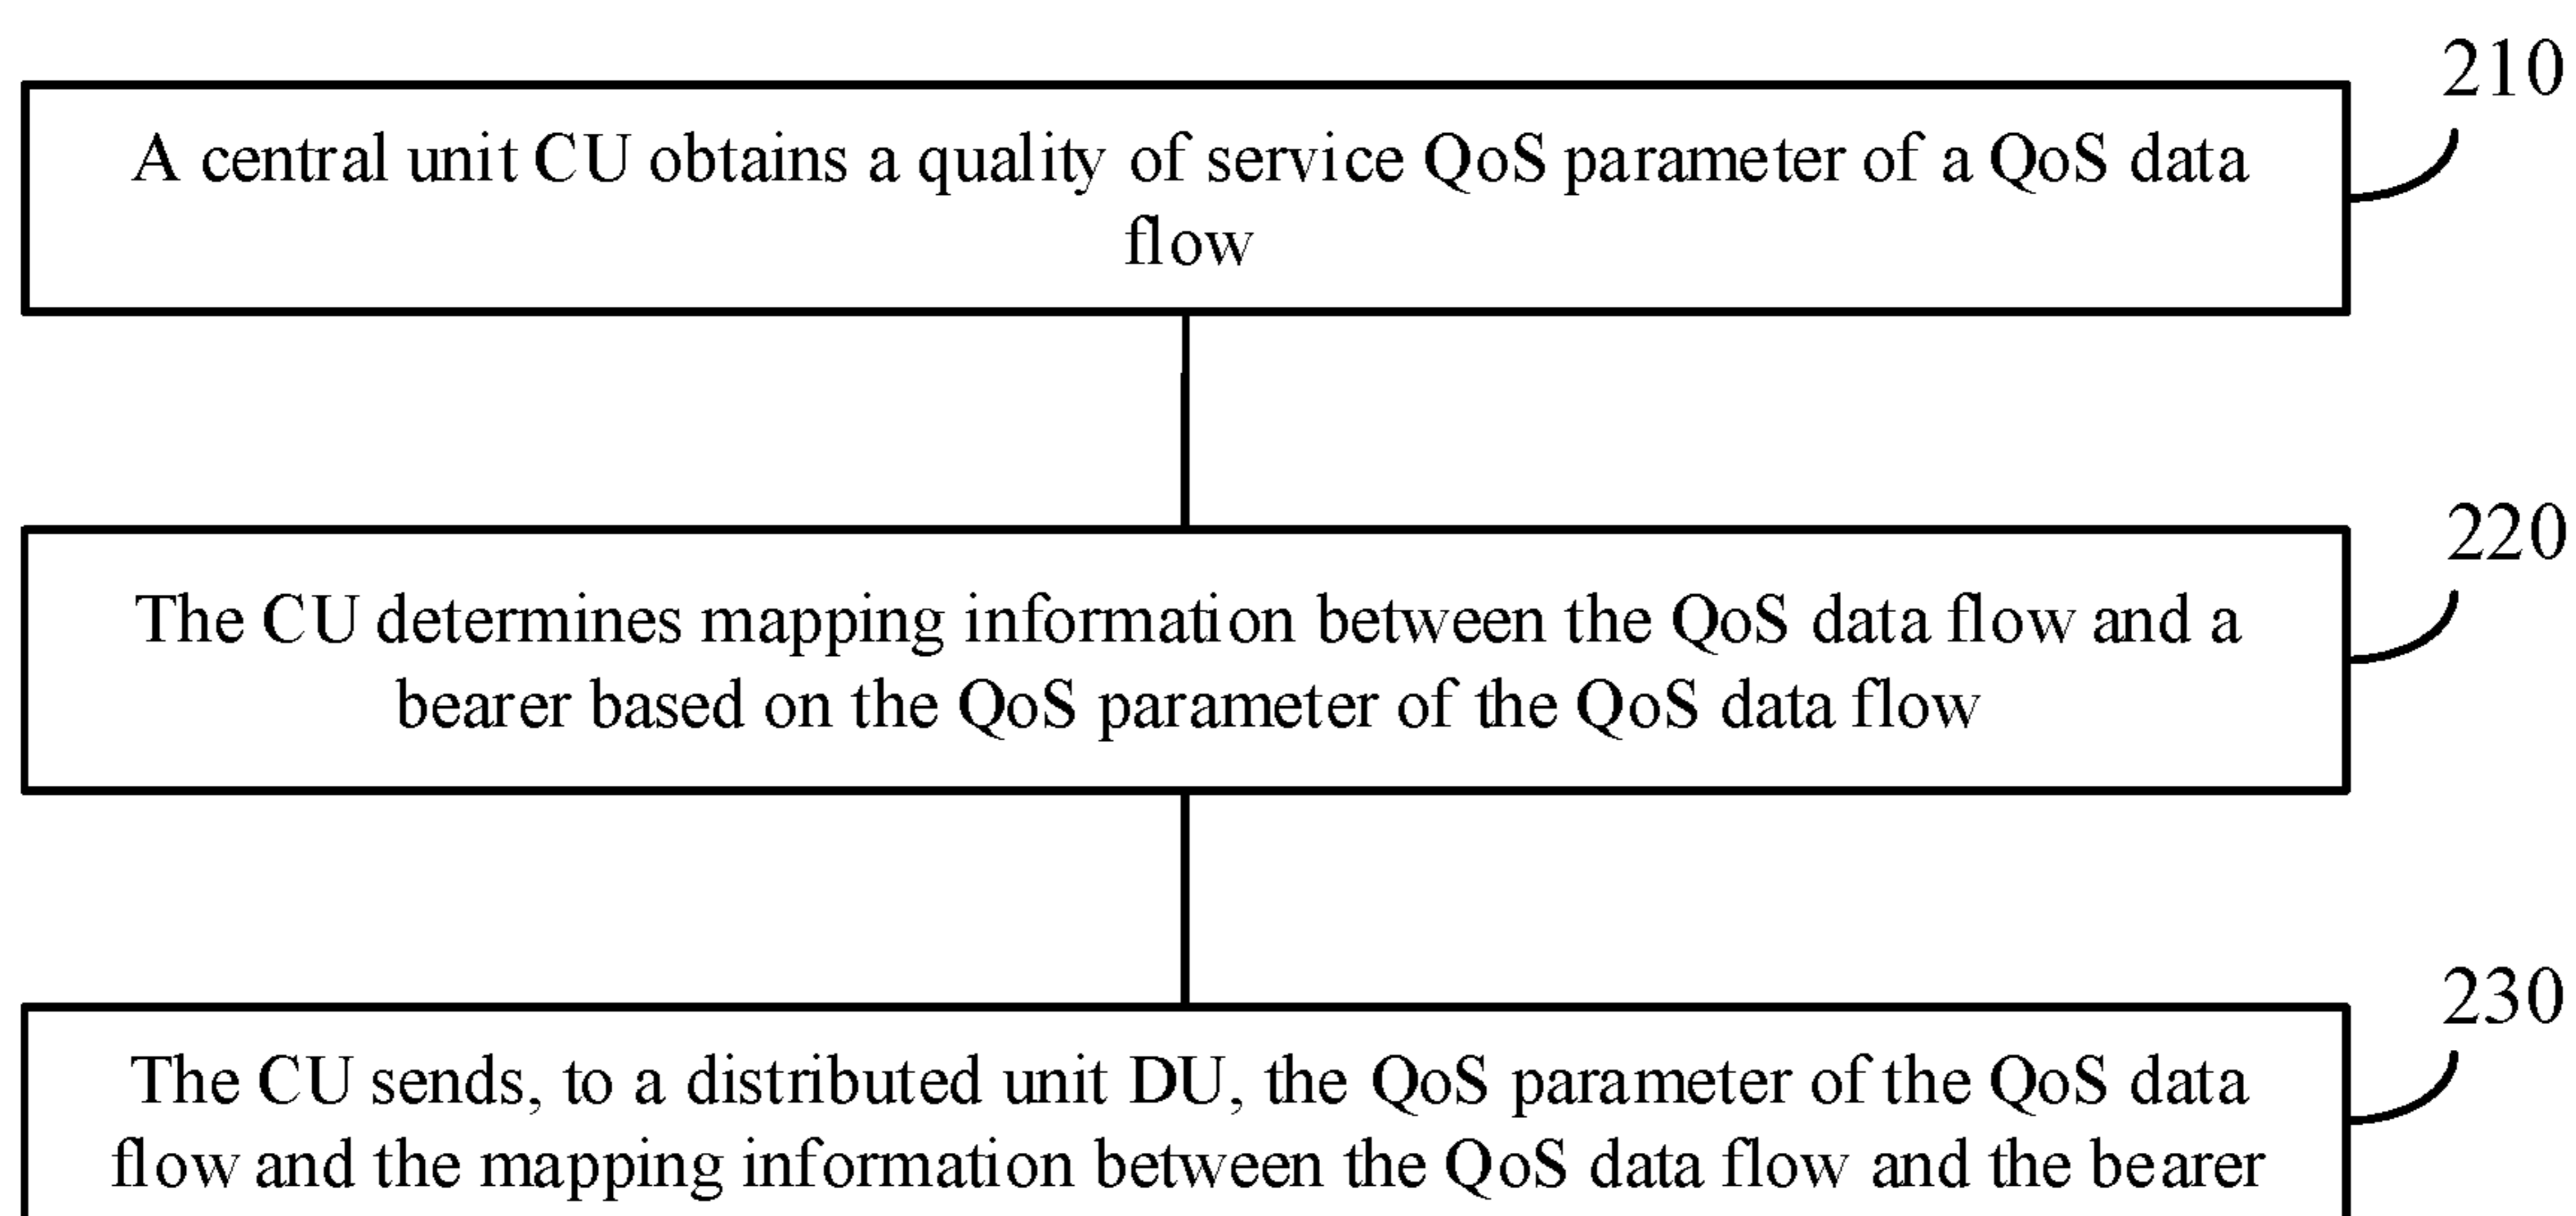 210
A central unit CU obtains a quality of service QoS parameter of a QoS data
flow
220
The CU determines mapping information between the QoS data flow and a
bearer based on the QoS parameter of the QoS data flow
230
The CU sends, to a distributed unit DU, the QoS parameter of the QoS data
flow and the mapping information between the QoS data flow and the bearer